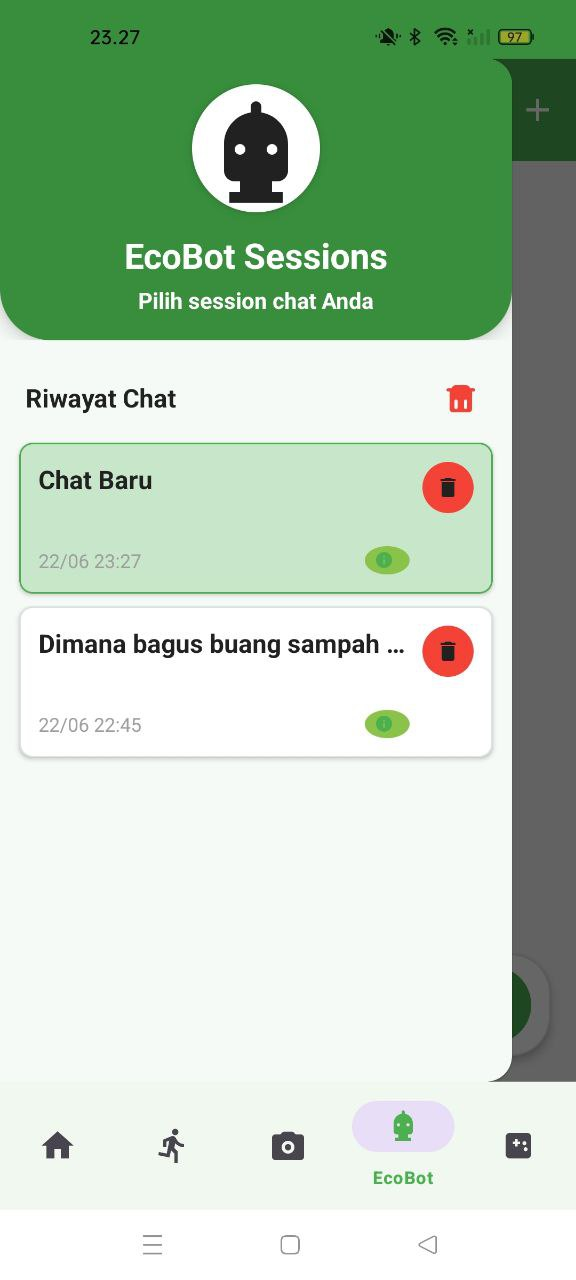 23.27
97
EcoBot Sessions
Pilih session chat Anda
Riwayat Chat
Chat Baru
22/06 23:27
Dimana bagus buang sampah ...
22/06 22:45
EcoBot